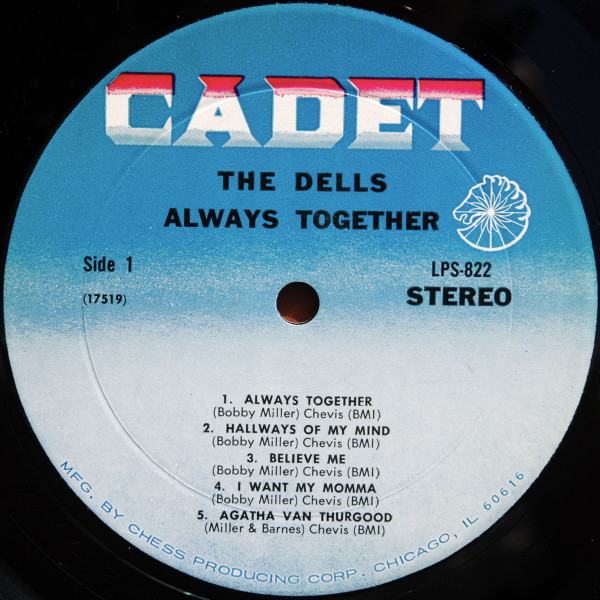 CADET
THE DELLS
ALWAYS TOGETHER
Side 1
LPS-822
(17519)
STEREO
1. ALWAYS TOGETHER
(Bobby Miller) Chevis (BMI)
2. HALLWAYS OF MY MIND
(Bobby Miller) Chevis (BMI)
3. BELIEVE ME
(Bobby Miller) Chevis (BMI)
4. I WANT MY MOMMA
(Bobby Miller) Chevis (BMI)
5. AGATHA VAN THURGOOD
(Miller & Barnes) Chevis (BMI)
MFG. BY CHESS PRODUCING CORP. CHICAGO, IL 60616